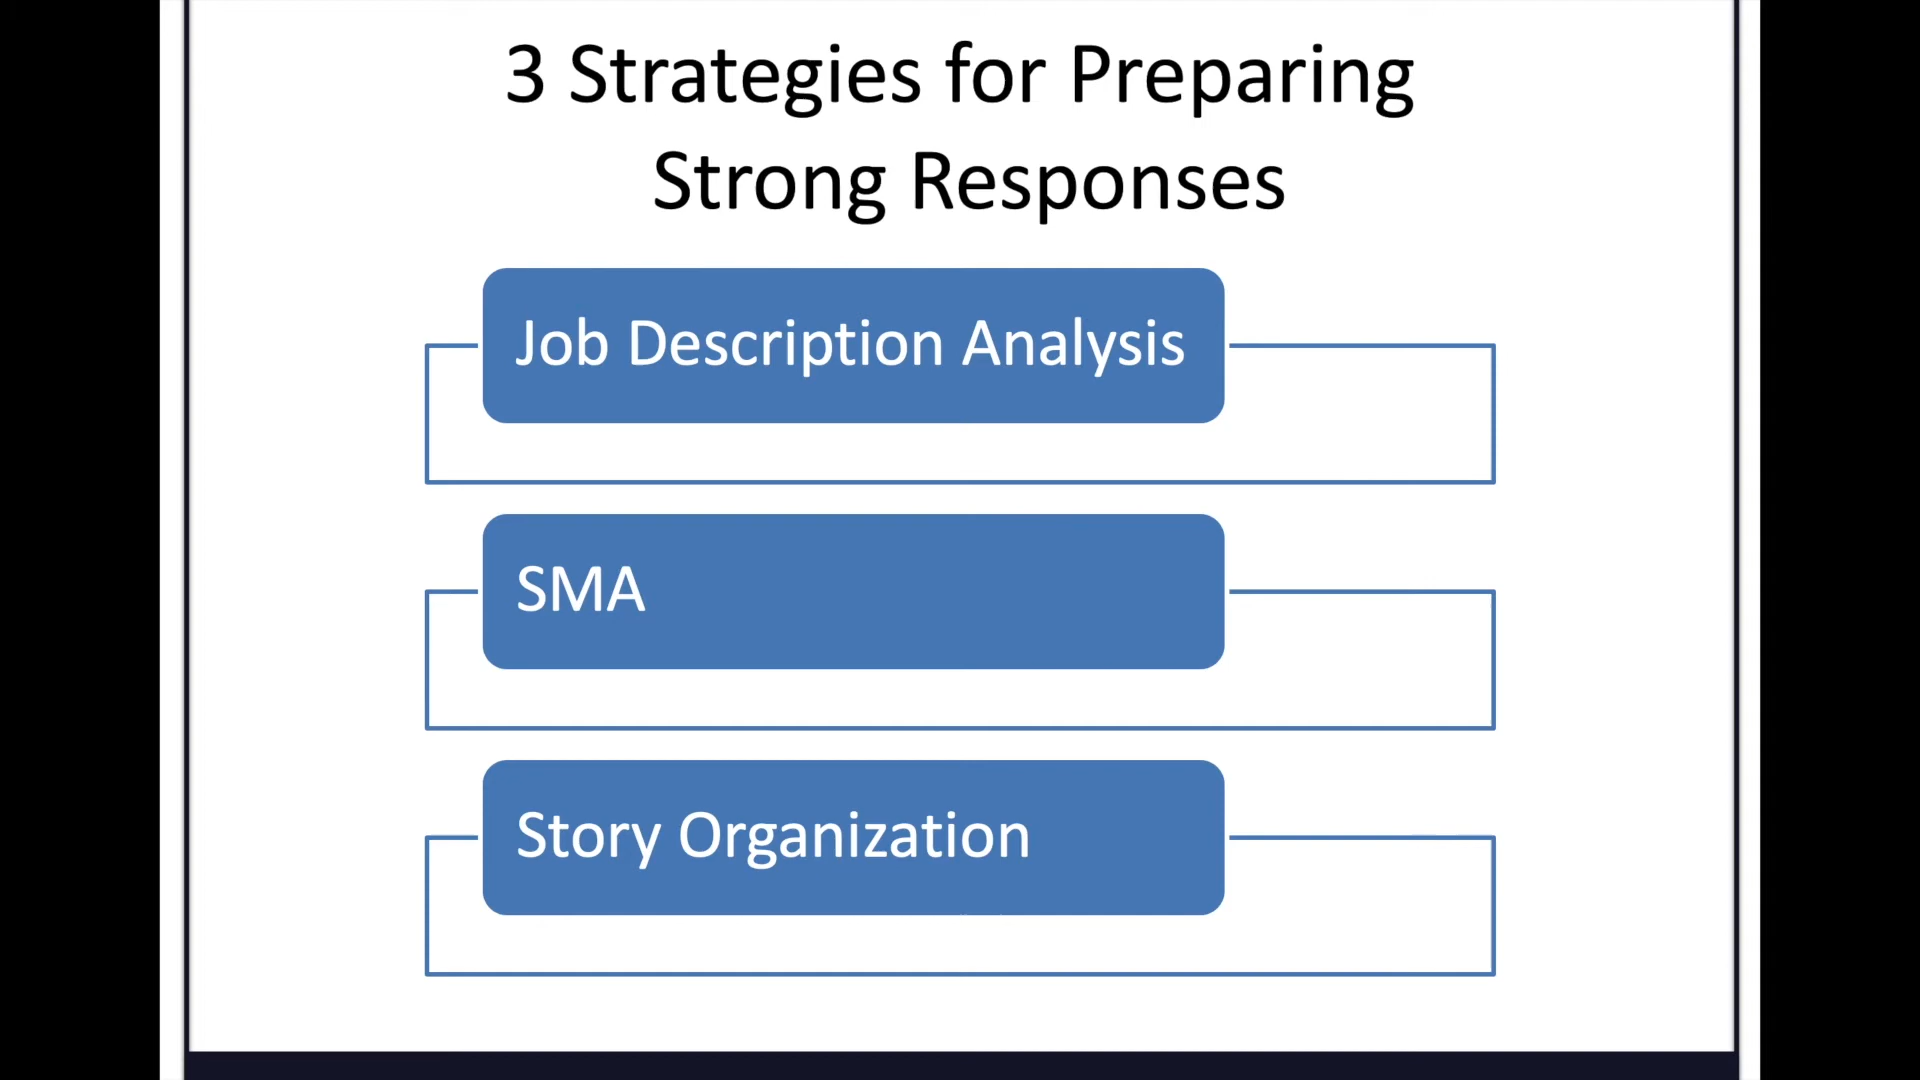 3 Strategies for Preparing
Strong Responses
Job Description Analysis
SMA
Story Organization